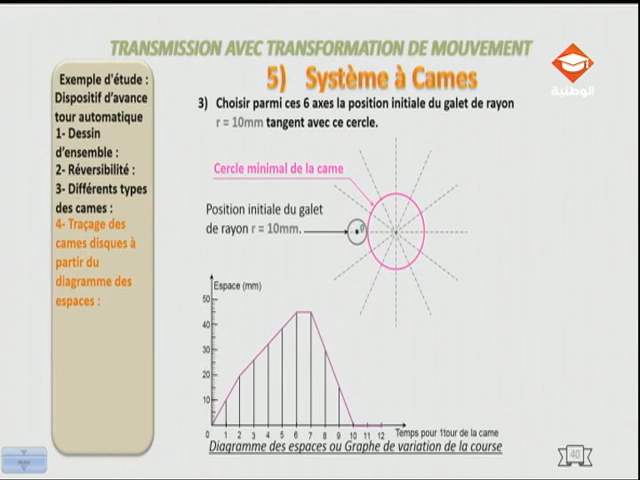 TRANSMISSION AVEC TRANSFORMATION DE MOUVEMENT
5) Système à Cames
الوطنية
Exemple d'étude :
Dispositif d'avance
tour automatique
1- Dessin
d'ensemble :
2- Réversibilité :
3- Différents types
des cames :
4- Traçage des
cames disques à
partir du
diagramme des
espaces :
3) Choisir parmi ces 6 axes la position initiale du galet de rayon
r = 10mm tangent avec ce cercle.
Cercle minimal de la came
Position initiale du galet
de rayon r = 10mm.
Espace (mm)
50
40
30
20
10
0 1 2 3 4 5 6 7 8 9 10 11 12
Temps pour 1tour de la came
Diagramme des espaces ou Graphe de variation de la course
40